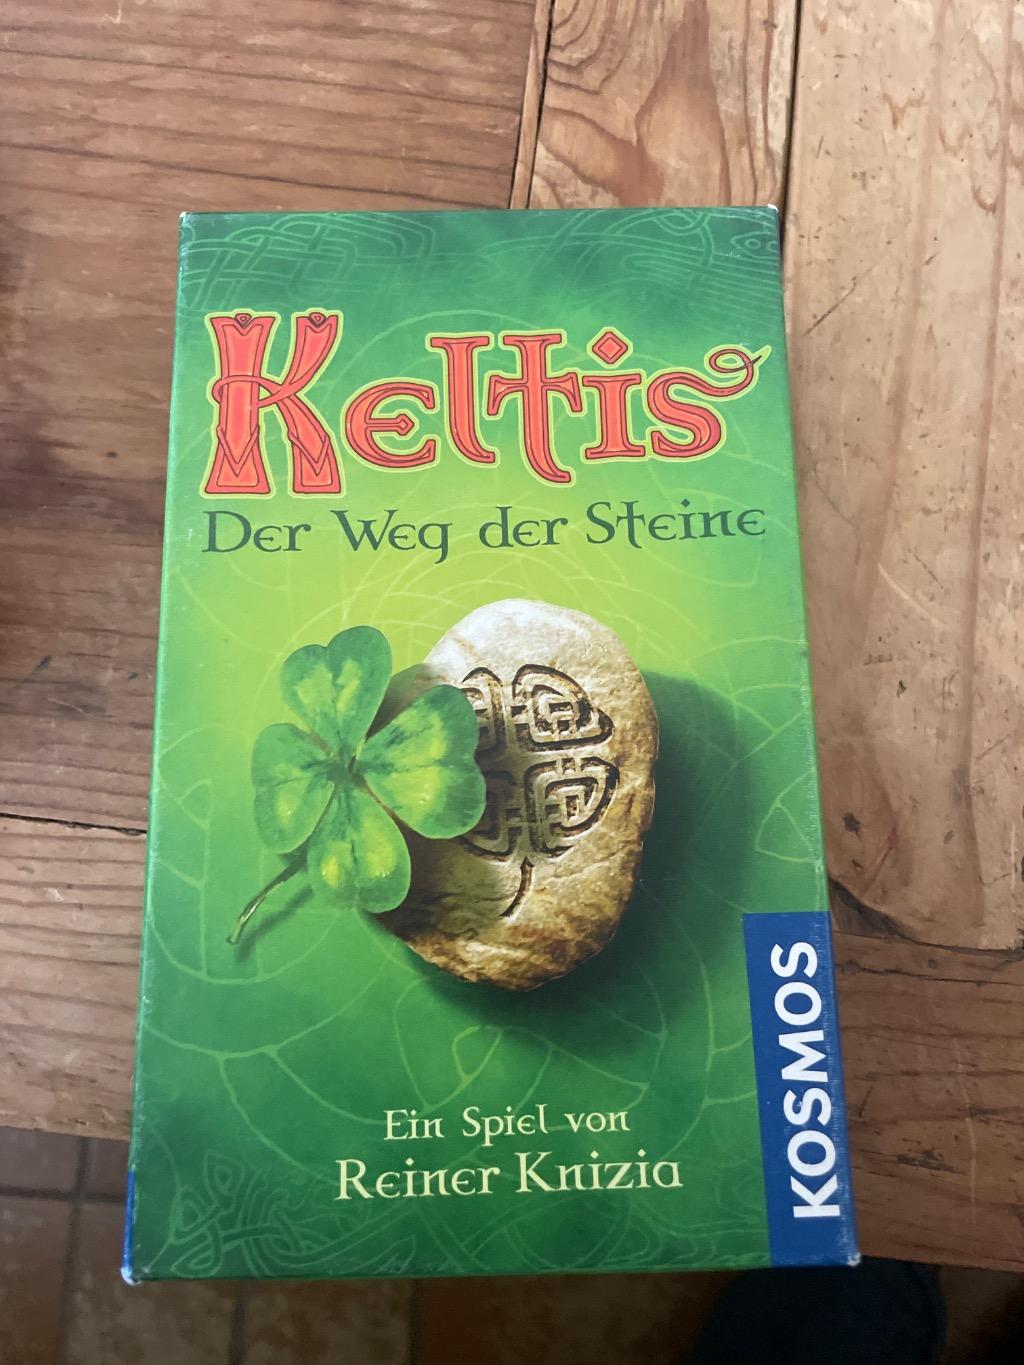 Keltis
Der Weg der Steine
Ein Spiel von
Reiner Knizia
KOSMOS